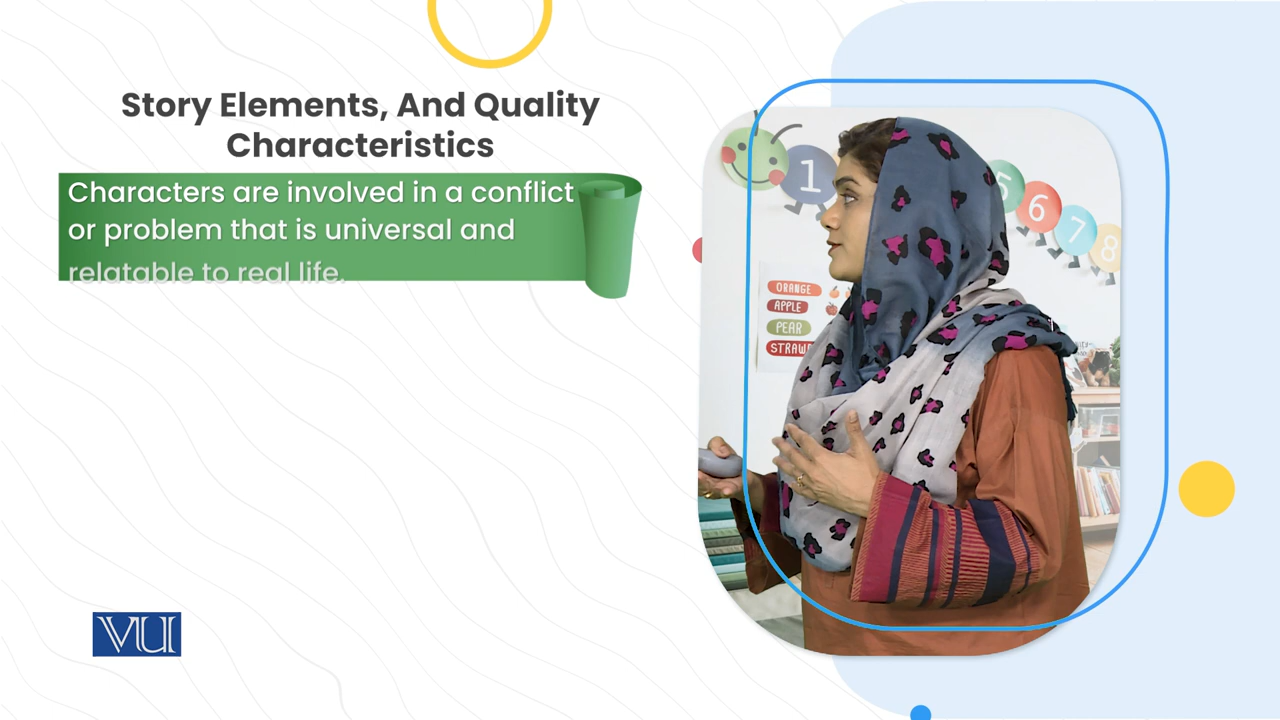 Story Elements, And Quality
Characteristics
Characters are involved in a conflict
or problem that is universal and
relatable to real life.
1
5
6
7
8
ORANGE
APPLE
PEAR
VU